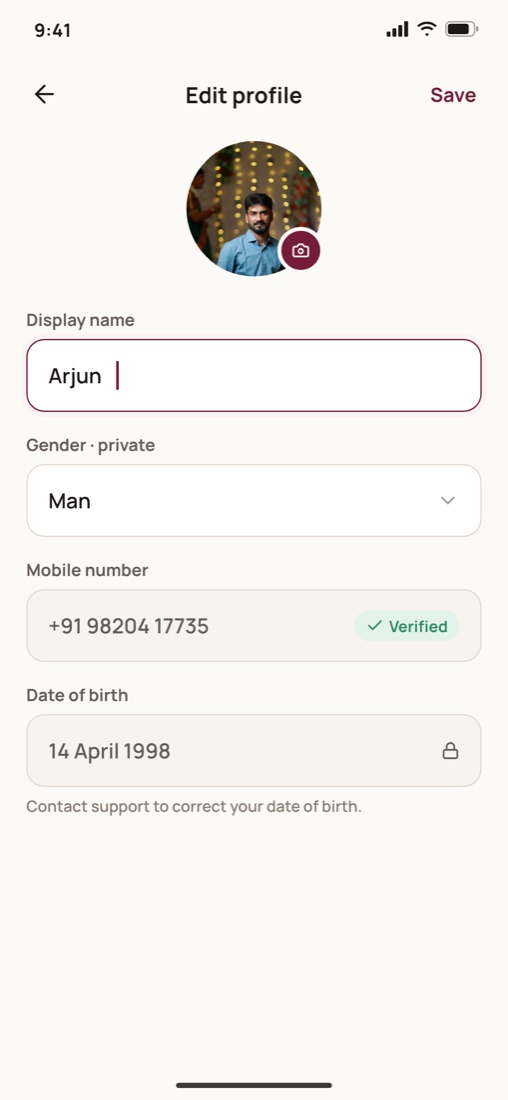 9:41
Edit profile
Save
Display name
Arjun
Gender · private
Man
Mobile number
+91 98204 17735
Verified
Date of birth
14 April 1998
Contact support to correct your date of birth.